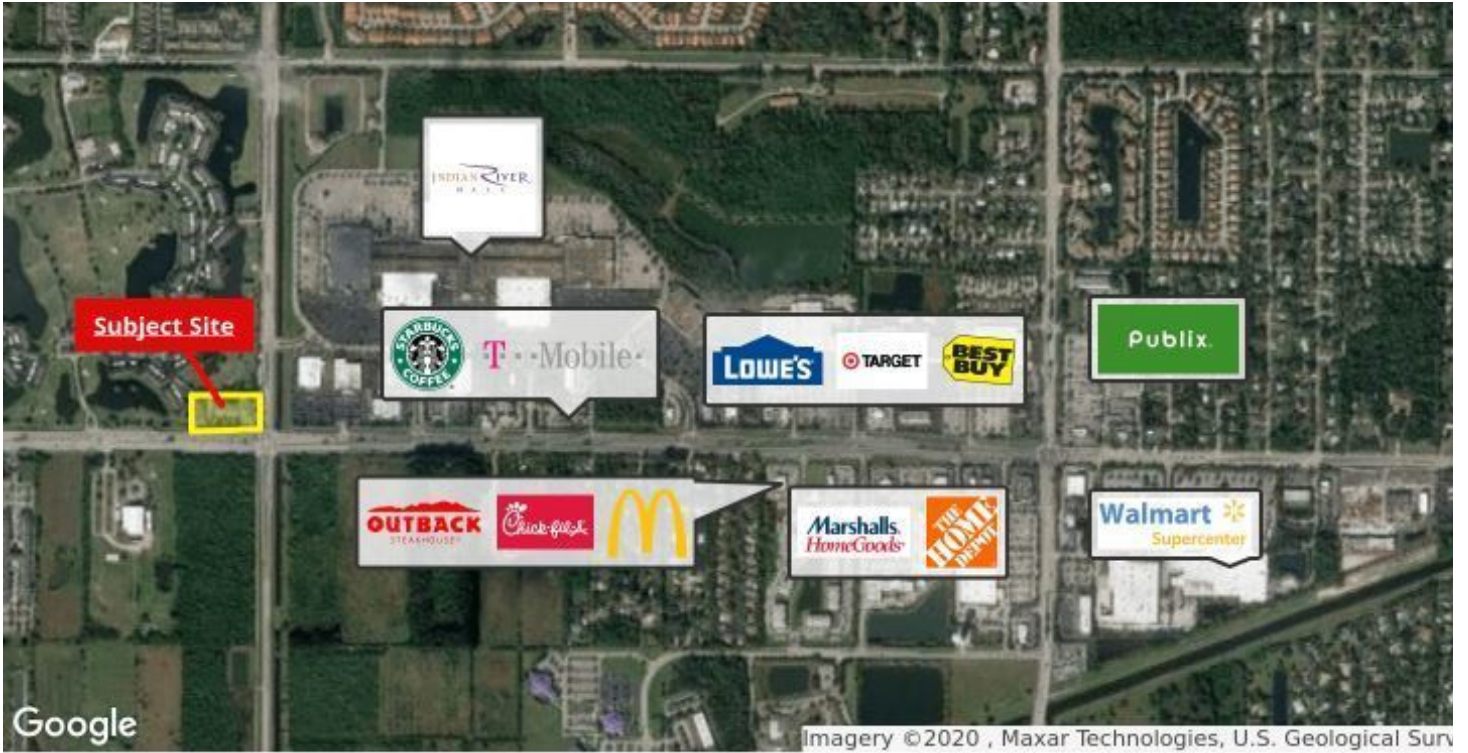 INDIAN RIVER
MALL
Subject Site
STARBUCKS
COFFEE
T··Mobile·
LOWE'S
TARGET
BEST
BUY
Publix.
OUTBACK
STEAKHOUSE
Chick-fil-A
Marshalls.
HomeGoods
THE
HOME
DEPOT
Walmart
Supercenter
Google
Imagery ©2020 , Maxar Technologies, U.S. Geological Surv